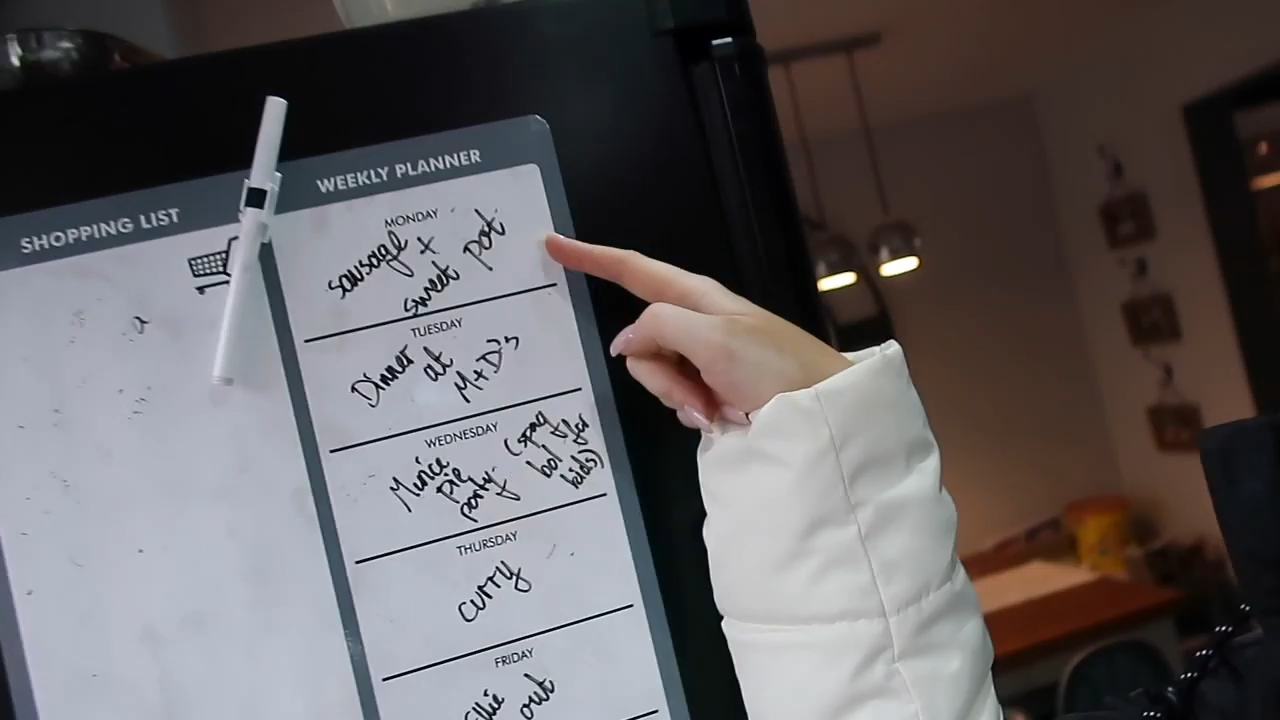 SHOPPING LIST
WEEKLY PLANNER
MONDAY
sausage
+
sweet pot.
TUESDAY
Dinner at M+D's
WEDNESDAY
Mince pie party. (spag bol for kids)
THURSDAY
curry
FRIDAY
out